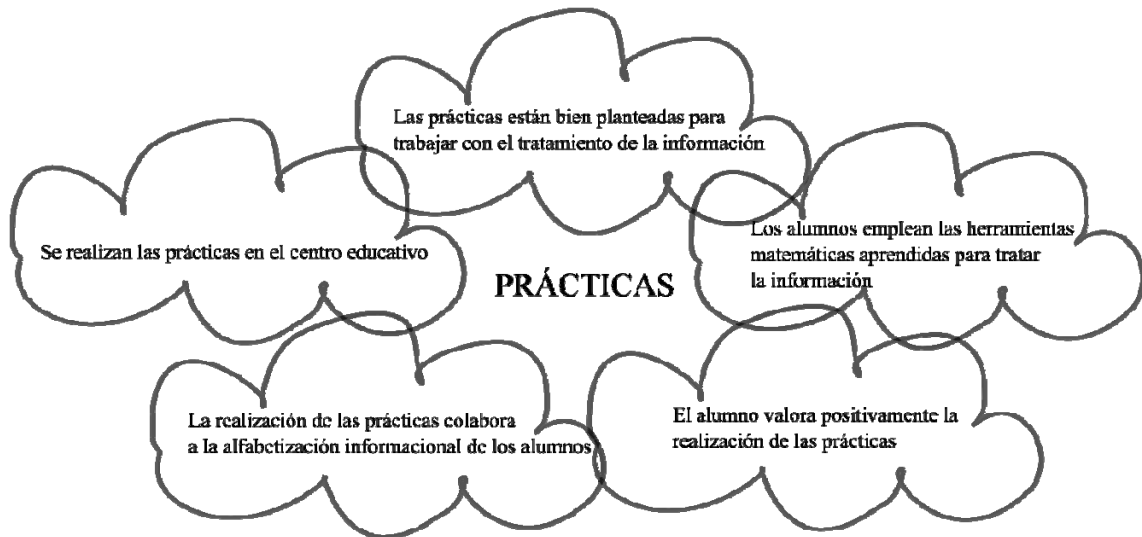 Las prácticas están bien planteadas para
trabajar con el tratamiento de la información
Se realizan las prácticas en el centro educativo
Los alumnos emplean las herramientas
matemáticas aprendidas para tratar
la información
PRÁCTICAS
La realización de las prácticas colabora
a la alfabetización informacional de los alumnos
El alumno valora positivamente la
realización de las prácticas